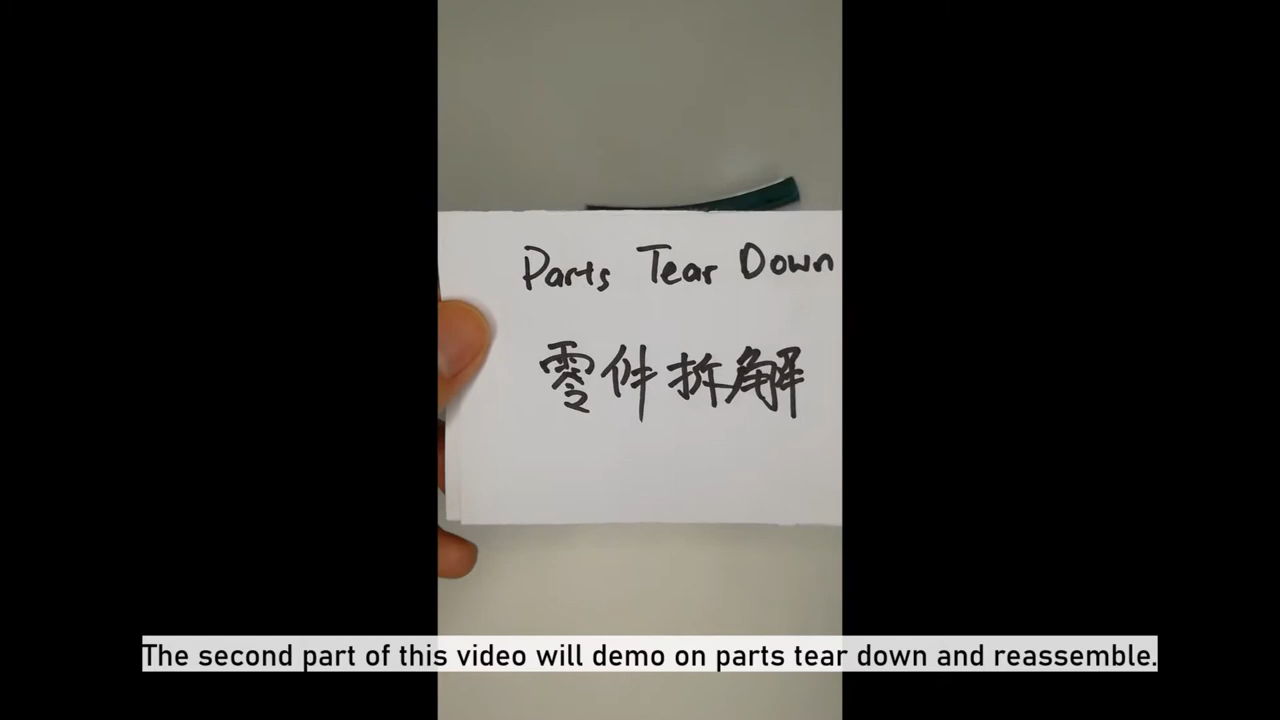 Parts Tear Down
零件拆解
The second part of this video will demo on parts tear down and reassemble.